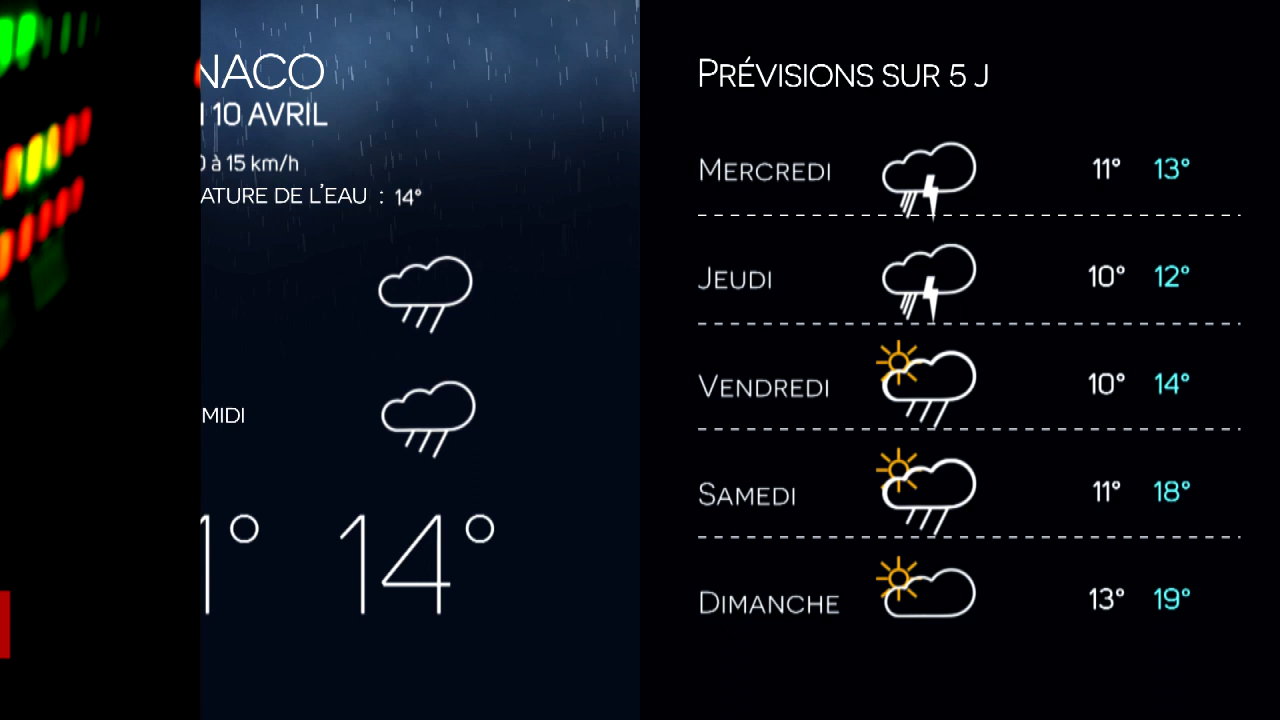 NACO
10 AVRIL
à 15 km/h
ATURE DE L'EAU : 14°
MIDI
1° 14°
PRÉVISIONS SUR 5 J
MERCREDI 11° 13°
JEUDI 10° 12°
VENDREDI 10° 14°
SAMEDI 11° 18°
DIMANCHE 13° 19°